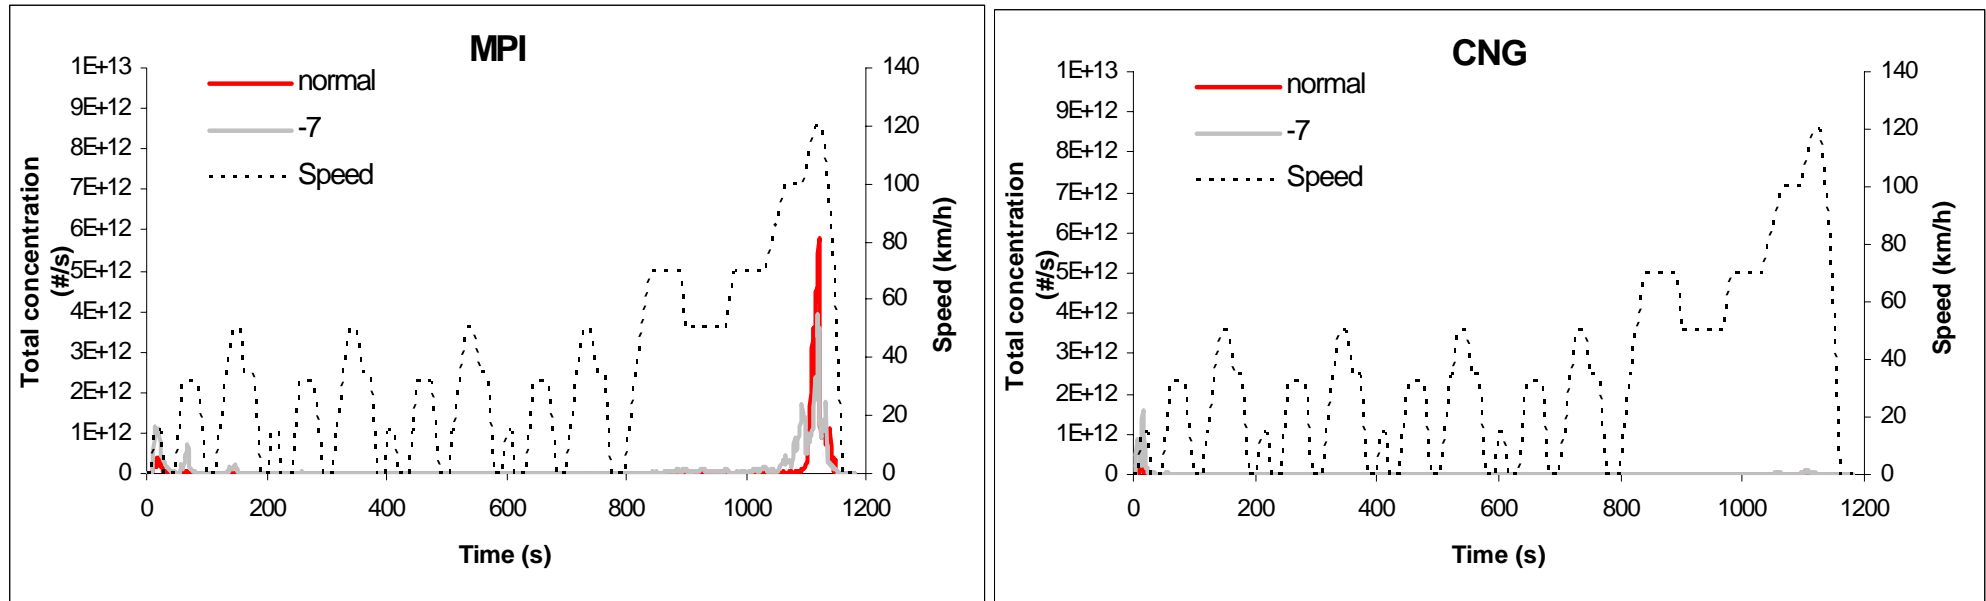 MPI
1E+13
9E+12
8E+12
7E+12
6E+12
5E+12
4E+12
3E+12
2E+12
1E+12
0
Total concentration
(#/s)
normal
-7
Speed
140
120
100
80
60
40
20
0
Speed (km/h)
0 200 400 600 800 1000 1200
Time (s)
CNG
1E+13
9E+12
8E+12
7E+12
6E+12
5E+12
4E+12
3E+12
2E+12
1E+12
0
Total concentration
(#/s)
normal
-7
Speed
140
120
100
80
60
40
20
0
Speed (km/h)
0 200 400 600 800 1000 1200
Time (s)